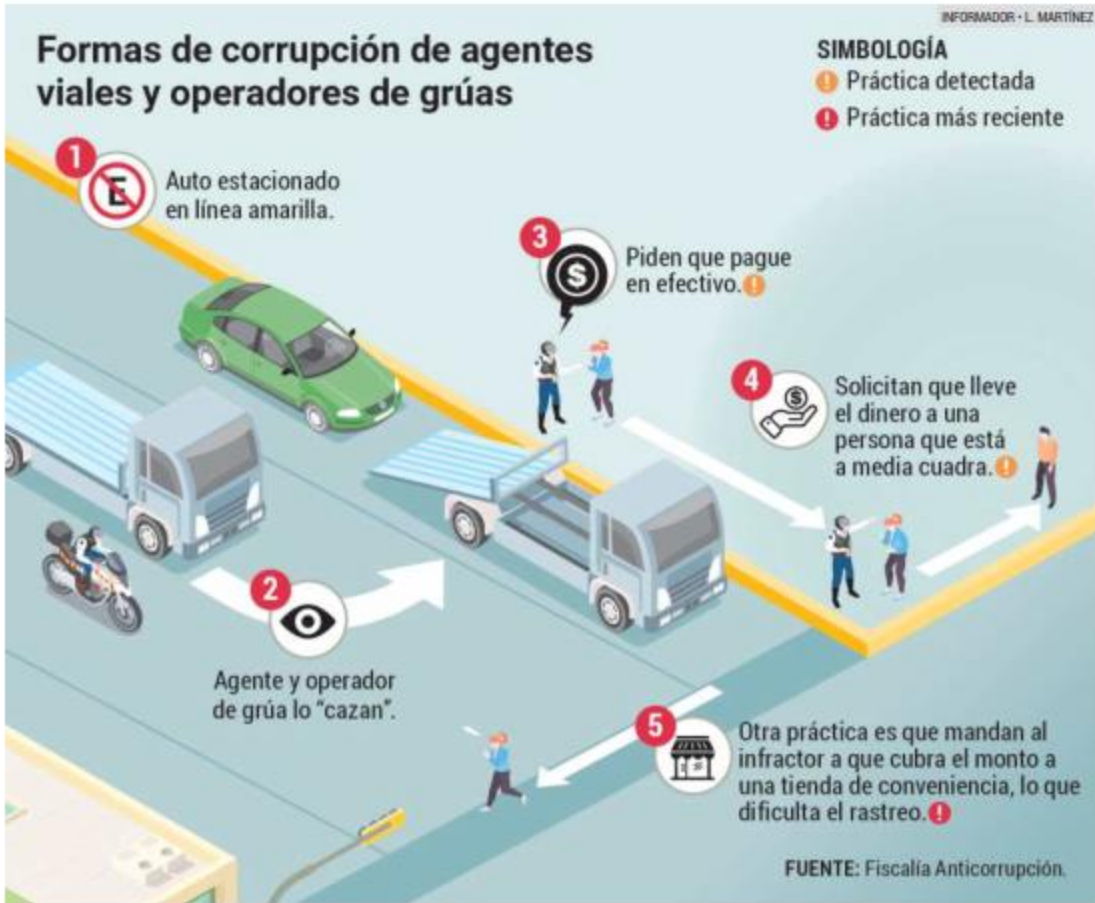 INFORMADOR • L. MARTÍNEZ
Formas de corrupción de agentes
viales y operadores de grúas
SIMBOLOGÍA
! Práctica detectada
! Práctica más reciente
1
E
Auto estacionado
en línea amarilla.
3
$
Piden que pague
en efectivo. !
4
$
Solicitan que lleve
el dinero a una
persona que está
a media cuadra. !
2
Agente y operador
de grúa lo “cazan”.
5
Otra práctica es que mandan al
infractor a que cubra el monto a
una tienda de conveniencia, lo que
dificulta el rastreo. !
FUENTE: Fiscalía Anticorrupción.